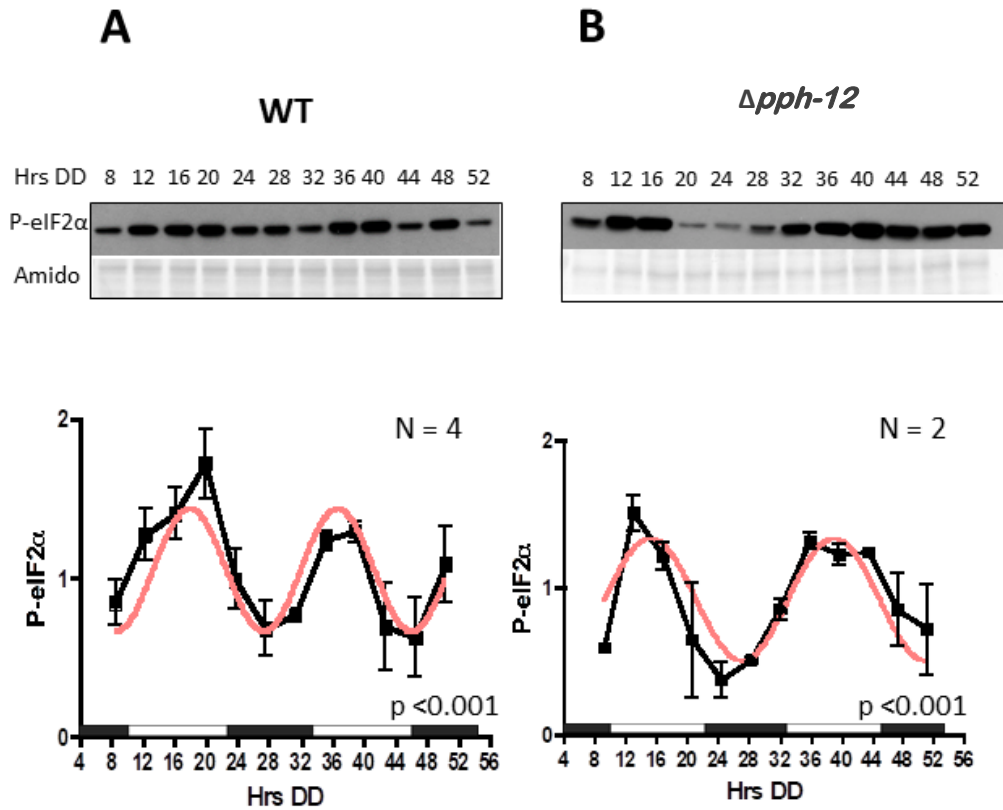 A
B
WT
Δpph-12
Hrs DD 8 12 16 20 24 28 32 36 40 44 48 52
8 12 16 20 24 28 32 36 40 44 48 52
P-eIF2α
Amido
2
N = 4
1
P-eIF2α
p <0.001
0
4 8 12 16 20 24 28 32 36 40 44 48 52 56
Hrs DD
2
N = 2
1
P-eIF2α
p <0.001
0
4 8 12 16 20 24 28 32 36 40 44 48 52 56
Hrs DD